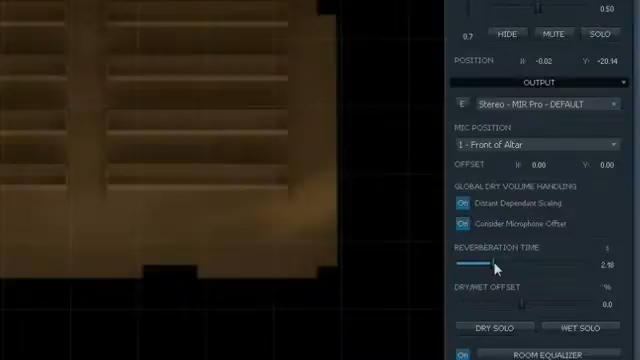 0.50
0.7 HIDE MUTE SOLO
POSITION X: -0.02 Y: -20.14
OUTPUT
E Stereo - MIR Pro - DEFAULT
MIC POSITION
1 - Front of Altar
OFFSET X: 0.00 Y: 0.00
GLOBAL DRY VOLUME HANDLING
On Distant Dependant Scaling
On Consider Microphone Offset
REVERBERATION TIME s
2.98
DRY/WET OFFSET %
0.0
DRY SOLO WET SOLO
On ROOM EQUALIZER